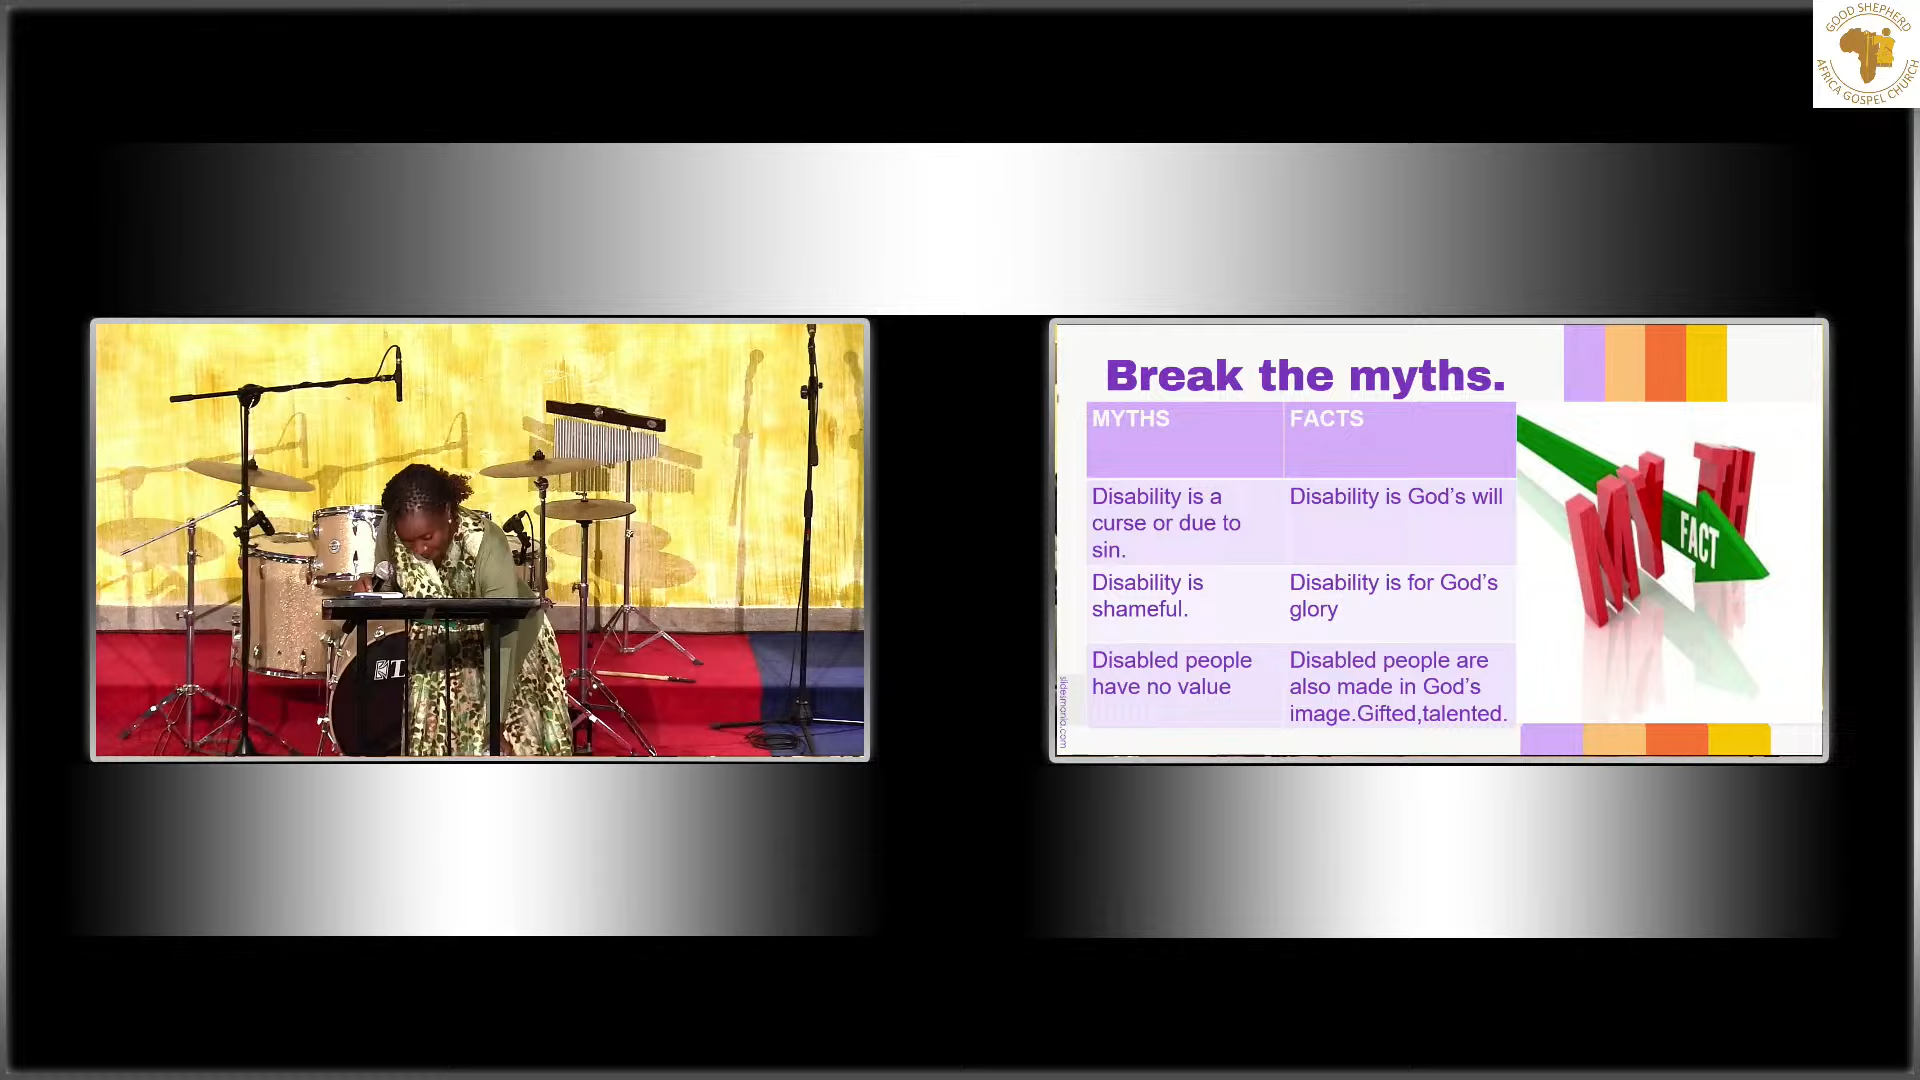 GOOD SHEPHERD
AFRICA GOSPEL CHURCH
Break the myths.
MYTHS
FACTS
Disability is a
curse or due to
sin.
Disability is God’s will
Disability is
shameful.
Disability is for God’s
glory
Disabled people
have no value
Disabled people are
also made in God’s
image.Gifted,talented.
MYTH
FACT
slidesmania.com